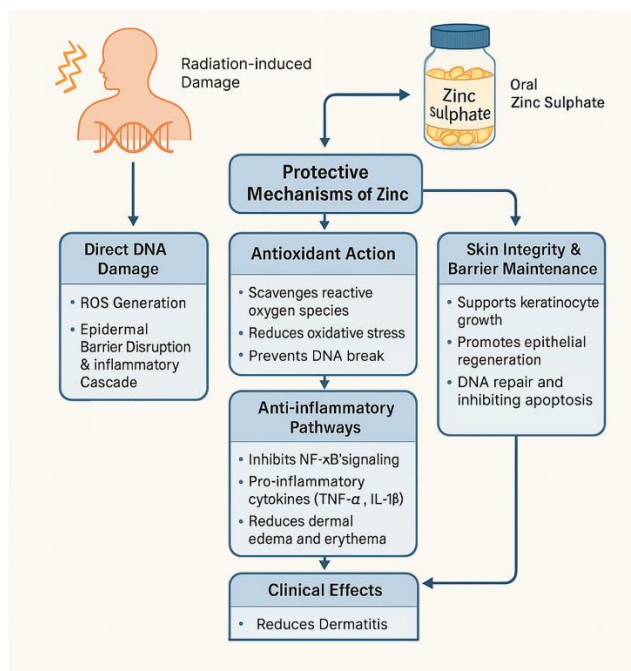 Radiation-induced
Damage
Zinc
sulphate
Oral
Zinc Sulphate
Protective
Mechanisms of Zinc
Direct DNA
Damage
• ROS Generation
• Epidermal
Barrier Disruption
& inflammatory
Cascade
Antioxidant Action
• Scavenges reactive
oxygen species
• Reduces oxidative stress
• Prevents DNA break
Skin Integrity &
Barrier Maintenance
• Supports keratinocyte
growth
• Promotes epithelial
regeneration
• DNA repair and
inhibiting apoptosis
Anti-inflammatory
Pathways
• Inhibits NF-ϰB'signaling
• Pro-inflammatory
cytokines (TNF-α , IL-1β)
• Reduces dermal
edema and erythema
Clinical Effects
• Reduces Dermatitis